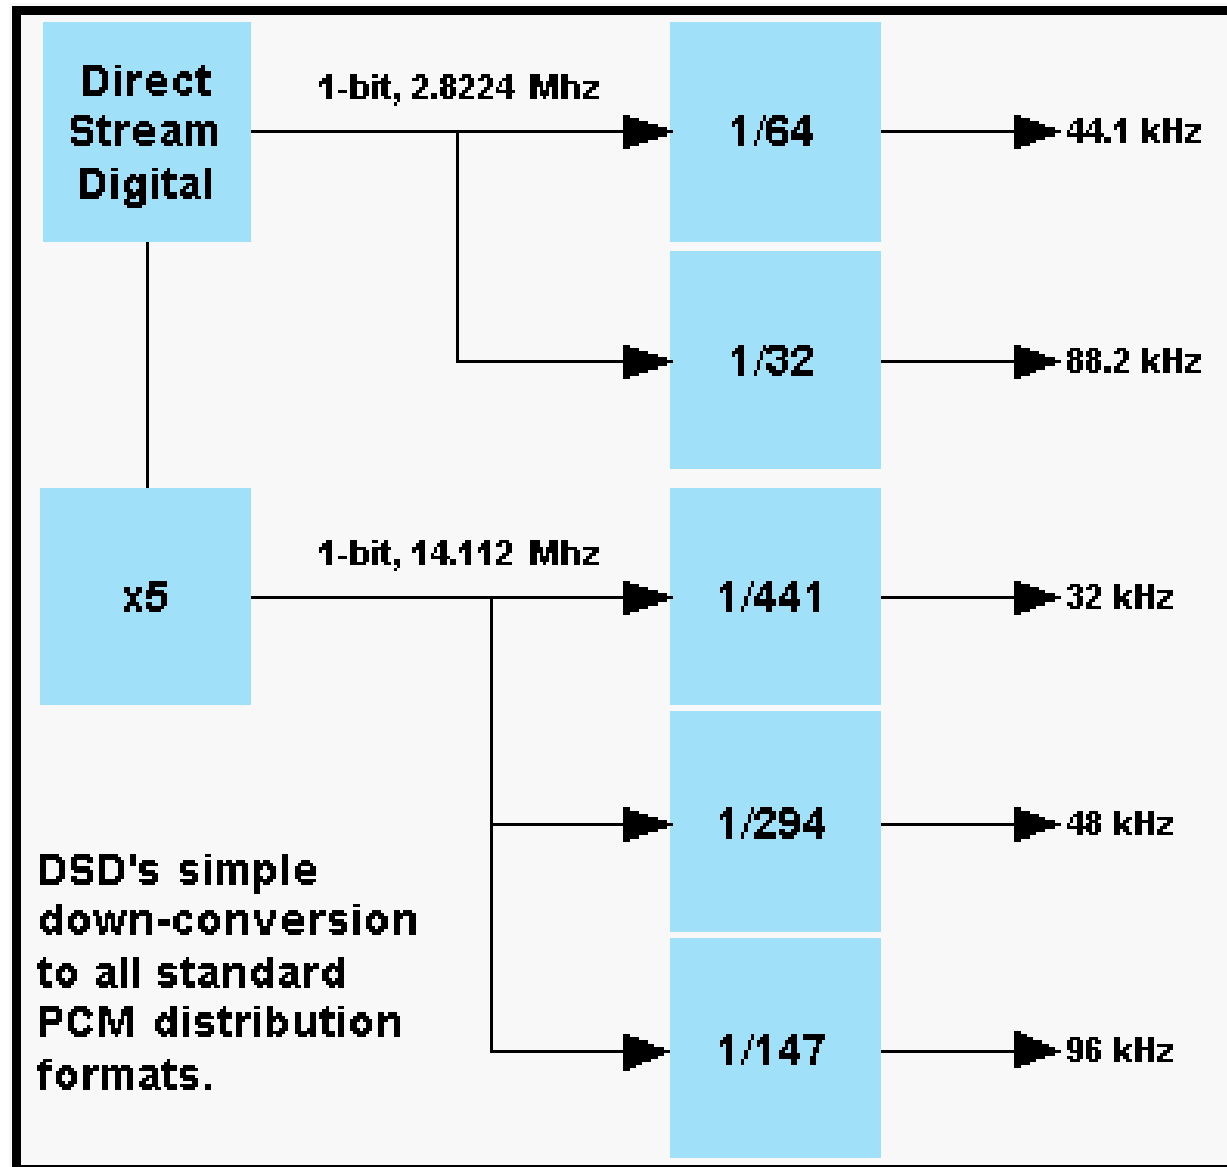 Direct
Stream
Digital
1-bit, 2.8224 Mhz
1/64
44.1 kHz
1/32
88.2 kHz
x5
1-bit, 14.112 Mhz
1/441
32 kHz
1/294
48 kHz
1/147
96 kHz
DSD's simple
down-conversion
to all standard
PCM distribution
formats.